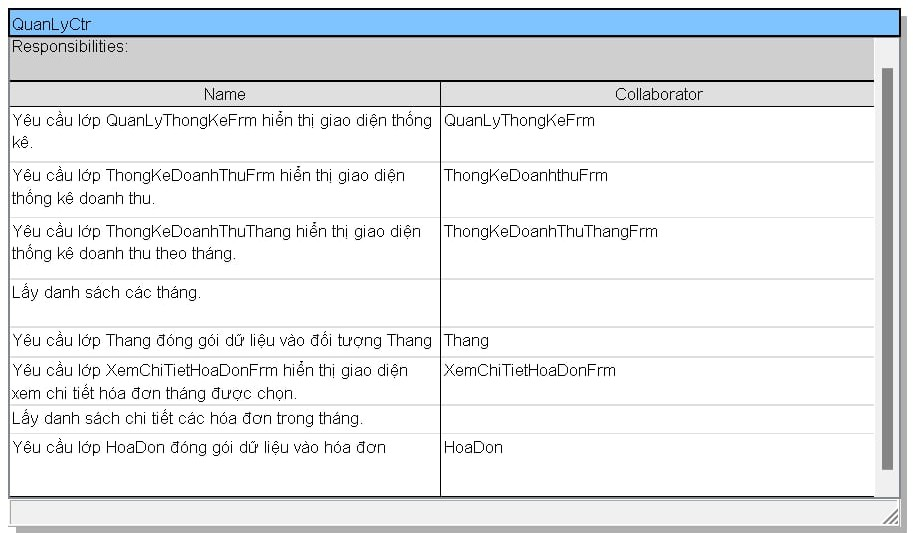 QuanLyCtr
Responsibilities:
Name
Collaborator
Yêu cầu lớp QuanLyThongKeFrm hiển thị giao diện thống
kê.
QuanLyThongKeFrm
Yêu cầu lớp ThongKeDoanhThuFrm hiển thị giao diện
thống kê doanh thu.
ThongKeDoanhthuFrm
Yêu cầu lớp ThongKeDoanhThuThang hiển thị giao diện
thống kê doanh thu theo tháng.
ThongKeDoanhThuThangFrm
Lấy danh sách các tháng.
Yêu cầu lớp Thang đóng gói dữ liệu vào đối tượng Thang
Thang
Yêu cầu lớp XemChiTietHoaDonFrm hiển thị giao diện
xem chi tiết hóa đơn tháng được chọn.
XemChiTietHoaDonFrm
Lấy danh sách chi tiết các hóa đơn trong tháng.
Yêu cầu lớp HoaDon đóng gói dữ liệu vào hóa đơn
HoaDon